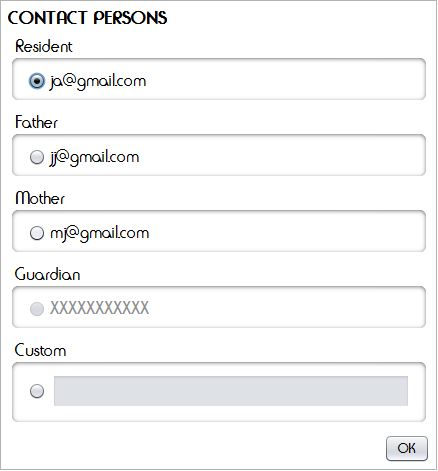 CONTACT PERSONS
Resident
ja@gmail.com
Father
jj@gmail.com
Mother
mj@gmail.com
Guardian
XXXXXXXXXXX
Custom
OK